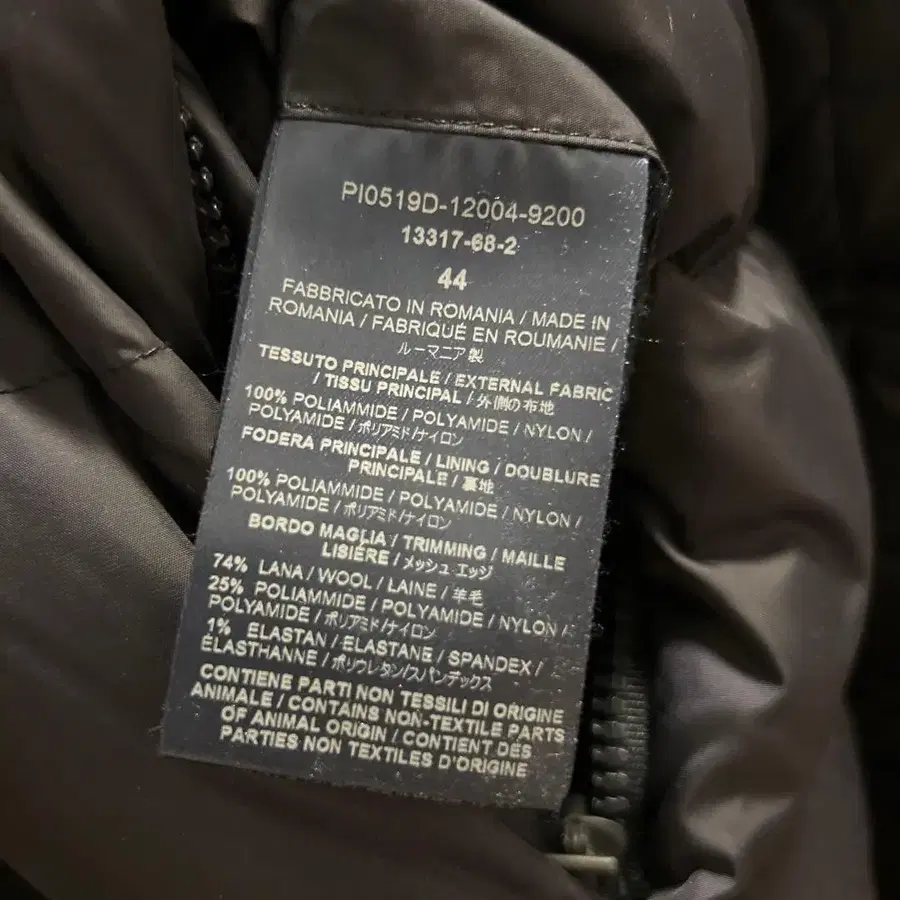 PI0519D-12004-9200
13317-68-2
44
FABBRICATO IN ROMANIA / MADE IN
ROMANIA / FABRIQUÉ EN ROUMANIE /
ルーマニア製
TESSUTO PRINCIPALE / EXTERNAL FABRIC
/ TISSU PRINCIPAL / 外側の布地
100% POLIAMMIDE / POLYAMIDE / NYLON /
POLYAMIDE / ポリアミド/ナイロン
FODERA PRINCIPALE / LINING / DOUBLURE
PRINCIPALE / 裏地
100% POLIAMMIDE / POLYAMIDE / NYLON /
POLYAMIDE / ポリアミド/ナイロン
BORDO MAGLIA / TRIMMING / MAILLE
LISIÉRE / メッシュ エッジ
74% LANA / WOOL / LAINE / 羊毛
25% POLIAMMIDE / POLYAMIDE / NYLON /
POLYAMIDE / ポリアミド/ナイロン
1% ELASTAN / ELASTANE / SPANDEX /
ÉLASTHANNE / ポリウレタン/スパンデックス
CONTIENE PARTI NON TESSILI DI ORIGINE
ANIMALE / CONTAINS NON-TEXTILE PARTS
OF ANIMAL ORIGIN / CONTIENT DES
PARTIES NON TEXTILES D'ORIGINE